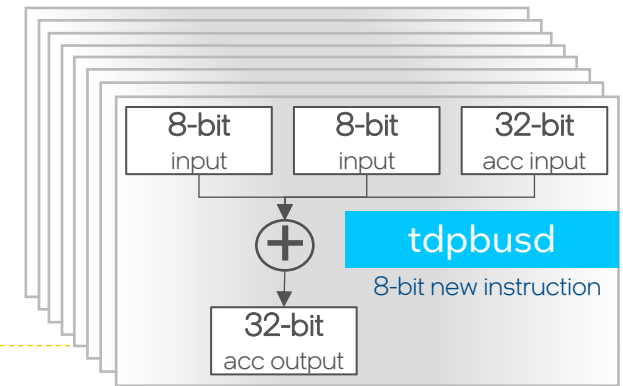 8-bit
input
8-bit
input
32-bit
acc input
tdpbusd
8-bit new instruction
32-bit
acc output